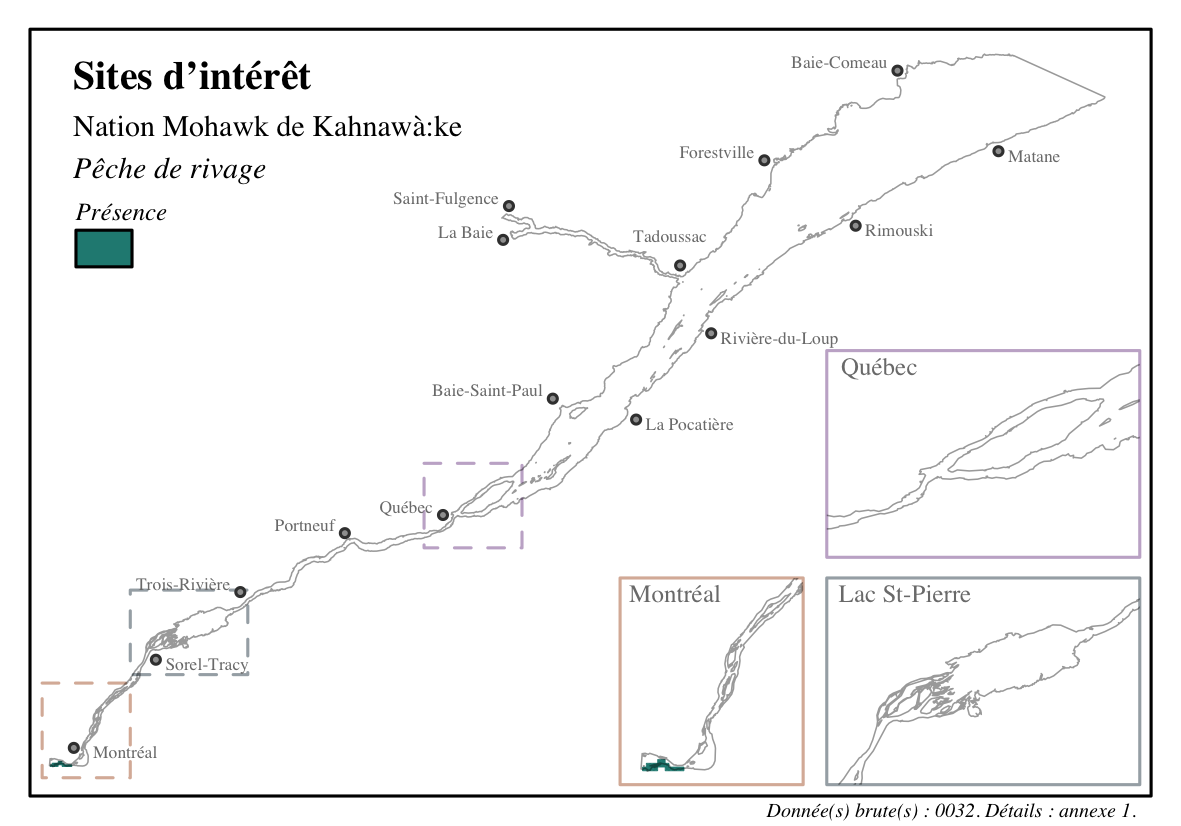 Sites d’intérêt
Nation Mohawk de Kahnawà:ke
Pêche de rivage
Présence
Baie-Comeau
Forestville
Matane
Saint-Fulgence
La Baie
Tadoussac
Rimouski
Rivière-du-Loup
Baie-Saint-Paul
La Pocatière
Québec
Portneuf
Trois-Rivière
Sorel-Tracy
Montréal
Québec
Montréal
Lac St-Pierre
Donnée(s) brute(s) : 0032. Détails : annexe 1.